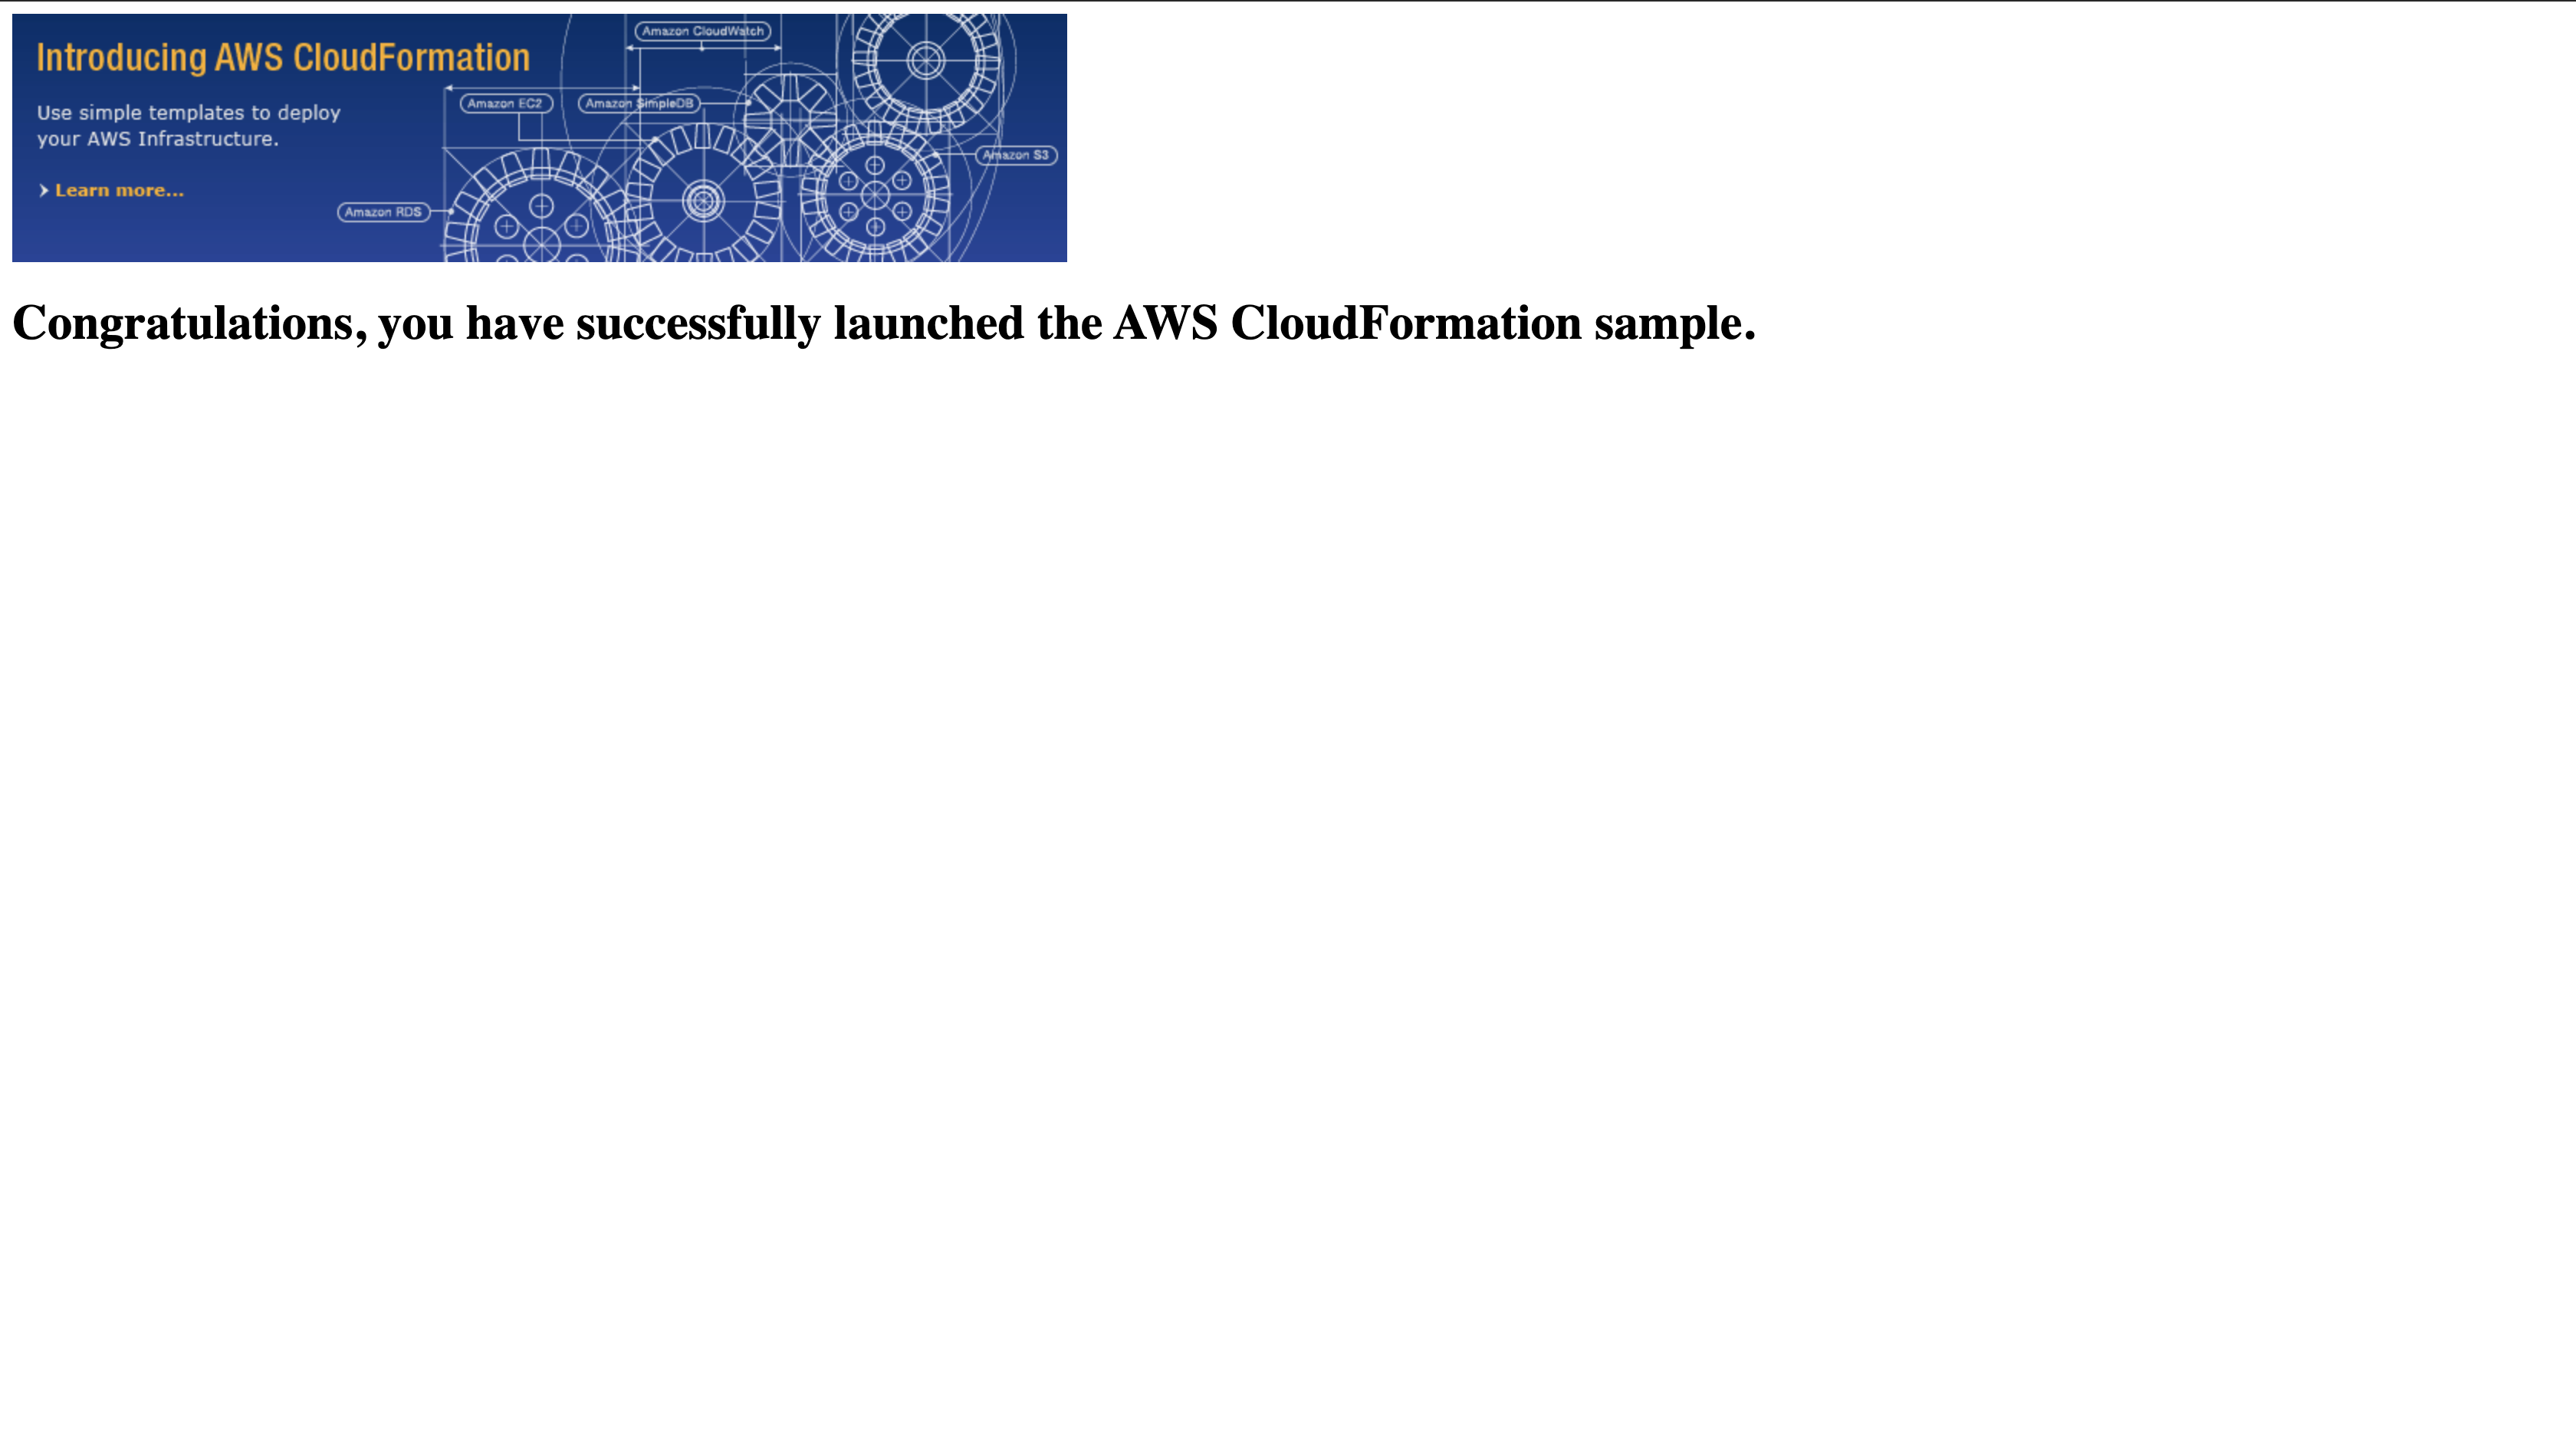 Introducing AWS CloudFormation
Use simple templates to deploy
your AWS Infrastructure.
Learn more...
Amazon CloudWatch
Amazon EC2
Amazon SimpleDB
Amazon S3
Amazon RDS
Congratulations, you have successfully launched the AWS CloudFormation sample.